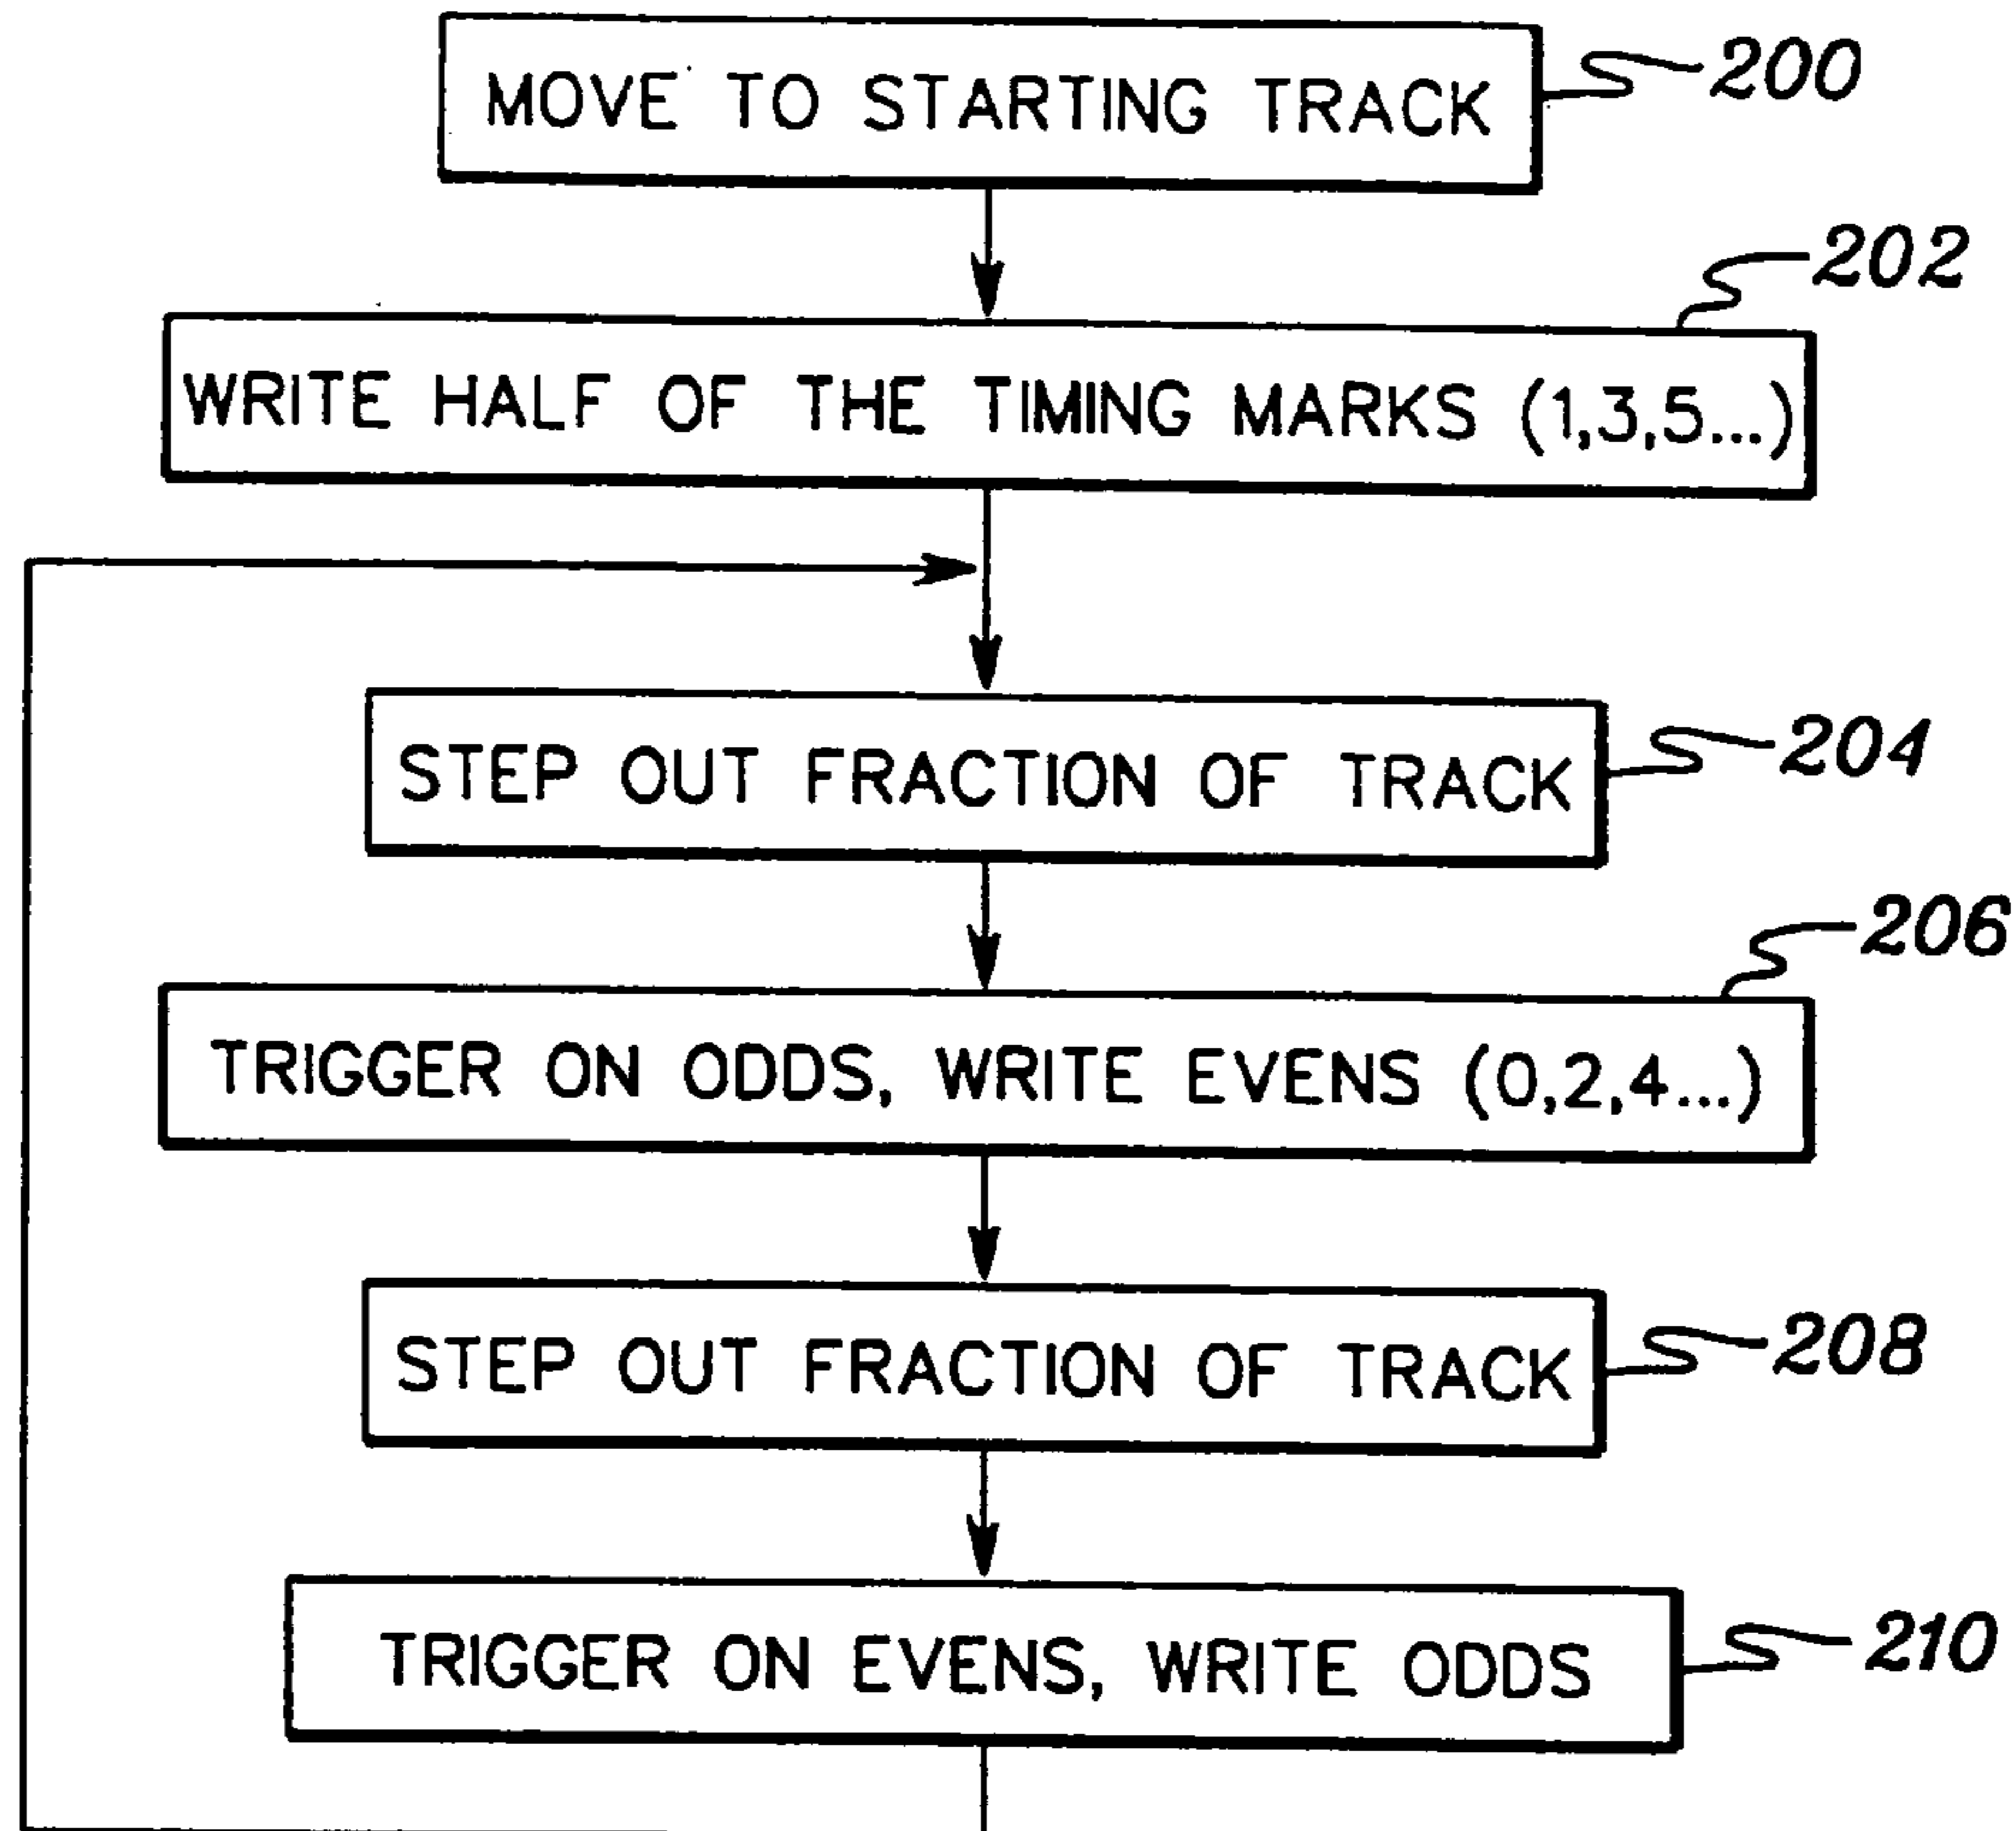 MOVE TO STARTING TRACK
200
202
WRITE HALF OF THE TIMING MARKS (1,3,5...)
STEP OUT FRACTION OF TRACK
204
206
TRIGGER ON ODDS, WRITE EVENS (0,2,4...)
STEP OUT FRACTION OF TRACK
208
TRIGGER ON EVENS, WRITE ODDS
210